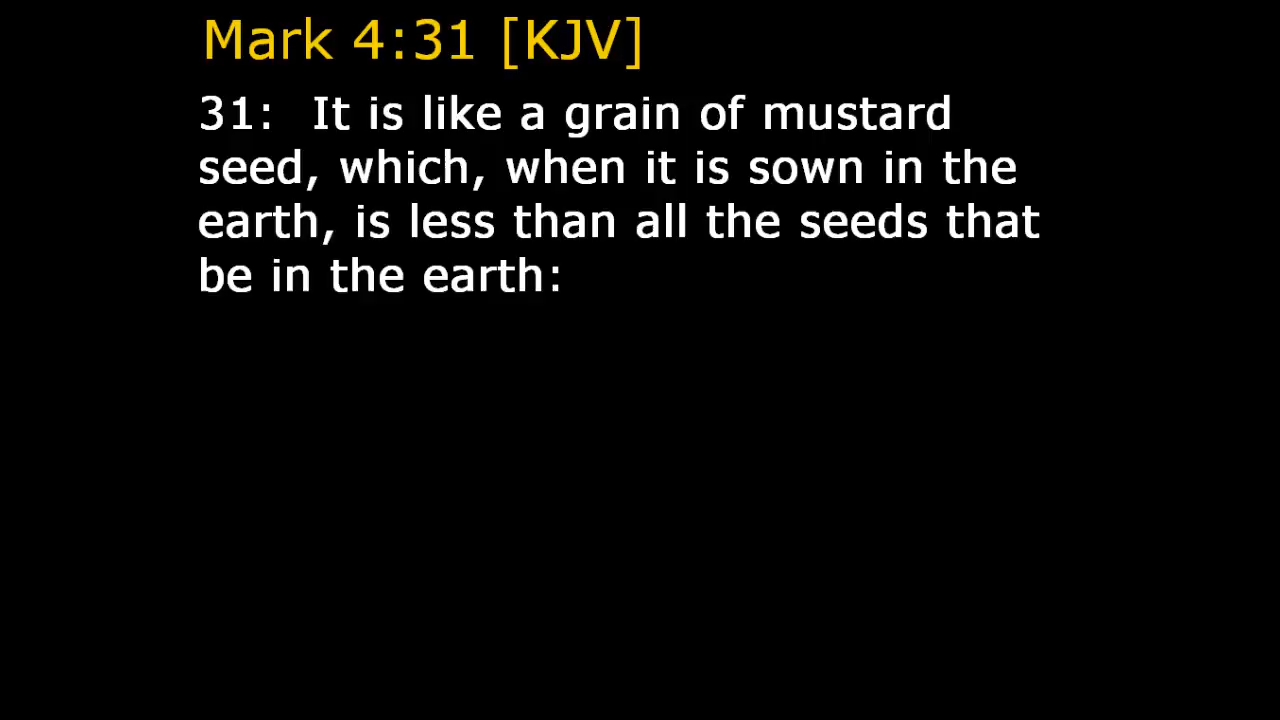 Mark 4:31 [KJV]
31:  It is like a grain of mustard
seed, which, when it is sown in the
earth, is less than all the seeds that
be in the earth: